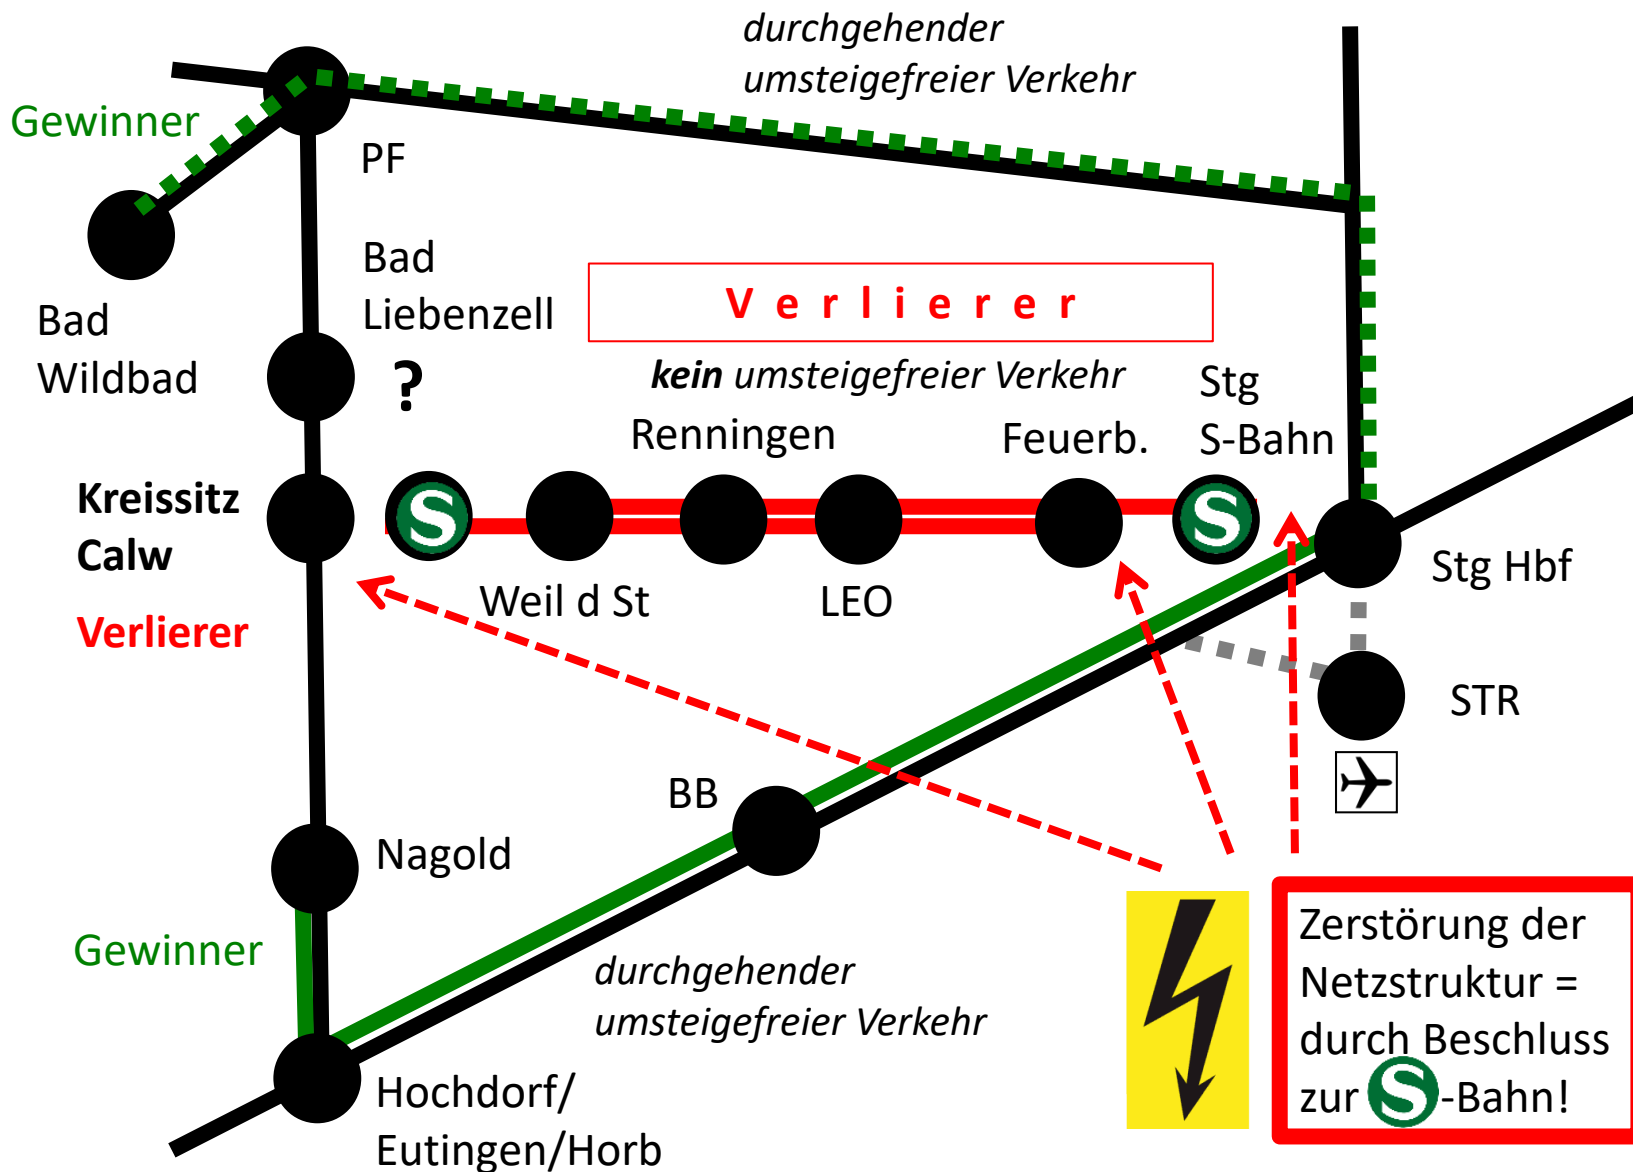 durchgehender
umsteigefreier Verkehr
Gewinner
PF
Bad
Liebenzell
?
Bad
Wildbad
V e r l i e r e r
kein umsteigefreier Verkehr
Stg
S-Bahn
Renningen
Feuerb.
Kreissitz
Calw
Verlierer
S
S
Weil d St
LEO
Stg Hbf
STR
BB
Nagold
Gewinner
durchgehender
umsteigefreier Verkehr
Hochdorf/
Eutingen/Horb
Zerstörung der
Netzstruktur =
durch Beschluss
zur S-Bahn!